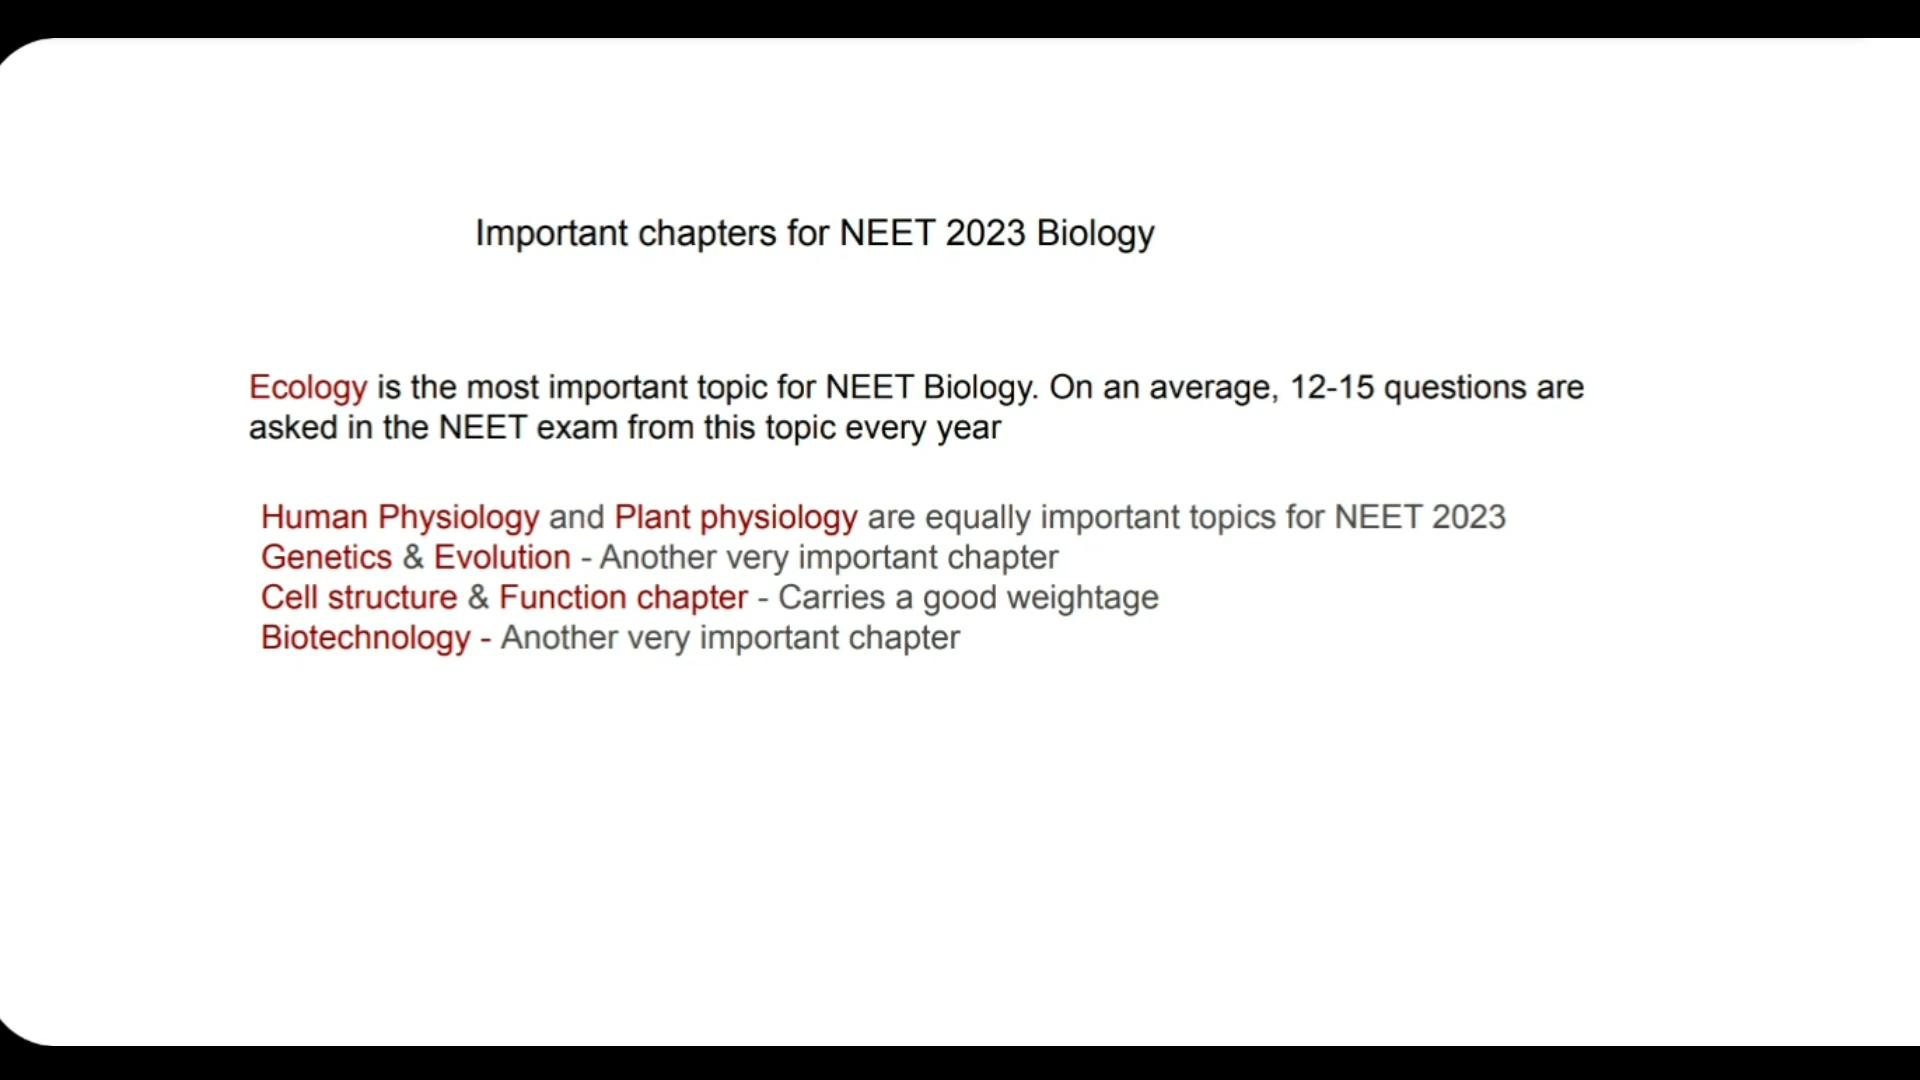 Important chapters for NEET 2023 Biology
Ecology is the most important topic for NEET Biology. On an average, 12-15 questions are
asked in the NEET exam from this topic every year
Human Physiology and Plant physiology are equally important topics for NEET 2023
Genetics & Evolution - Another very important chapter
Cell structure & Function chapter - Carries a good weightage
Biotechnology - Another very important chapter